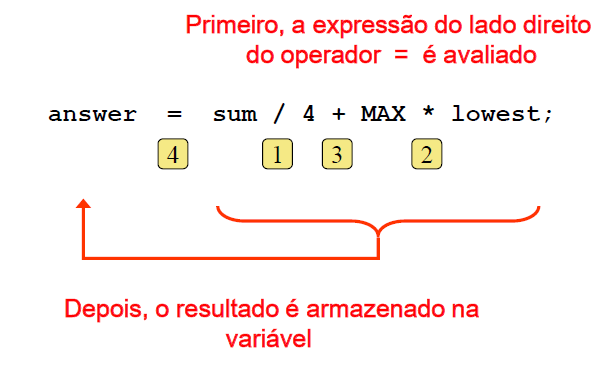 Primeiro, a expressão do lado direito
do operador = é avaliado
answer = sum / 4 + MAX * lowest;
4 1 3 2
Depois, o resultado é armazenado na
variável